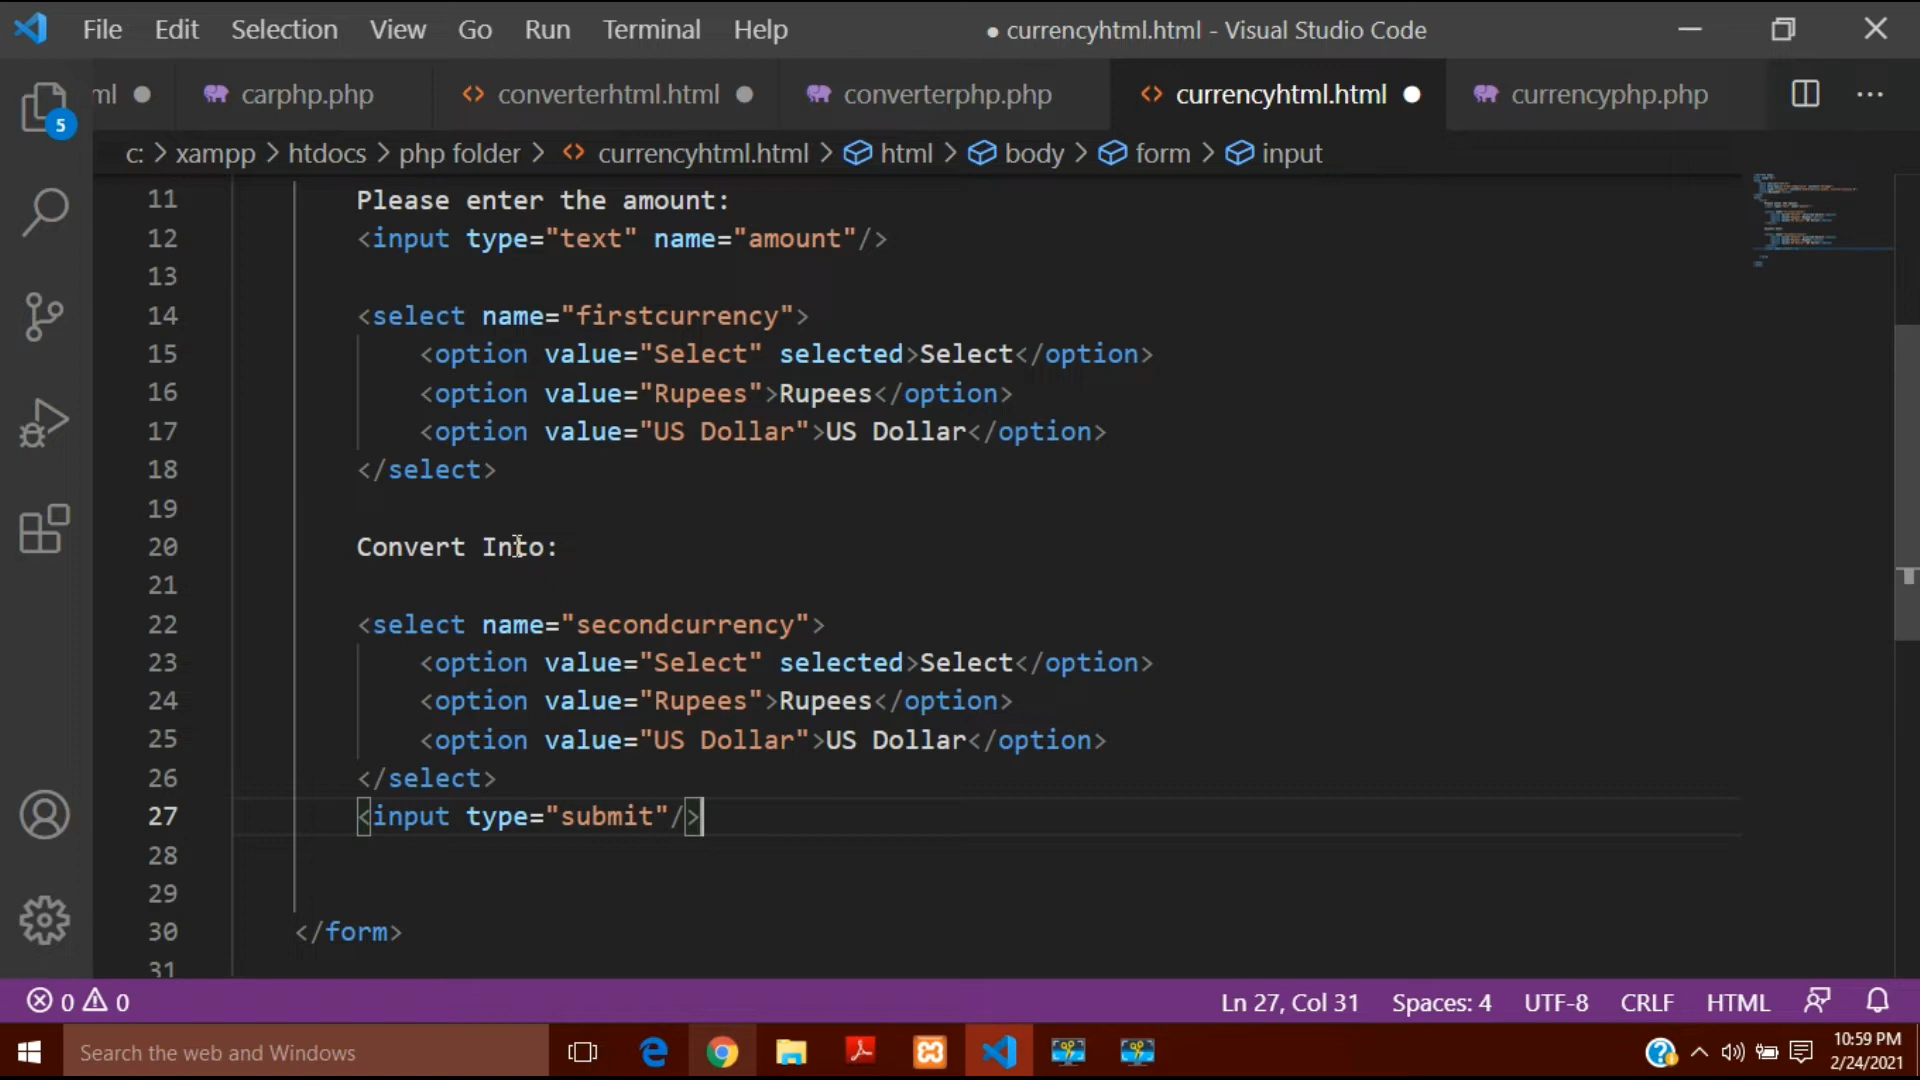 File Edit Selection View Go Run Terminal Help ● currencyhtml.html - Visual Studio Code
ml ● carphp.php <> converterhtml.html ● converterphp.php <> currencyhtml.html ● currencyphp.php ...
5
c: > xampp > htdocs > php folder > <> currencyhtml.html > html > body > form > input
11 Please enter the amount:
12 <input type="text" name="amount"/>
13
14 <select name="firstcurrency">
15 <option value="Select" selected>Select</option>
16 <option value="Rupees">Rupees</option>
17 <option value="US Dollar">US Dollar</option>
18 </select>
19
20 Convert Into:
21
22 <select name="secondcurrency">
23 <option value="Select" selected>Select</option>
24 <option value="Rupees">Rupees</option>
25 <option value="US Dollar">US Dollar</option>
26 </select>
27 <input type="submit"/>
28
29
30 </form>
31
0 0 Ln 27, Col 31 Spaces: 4 UTF-8 CRLF HTML
Search the web and Windows 10:59 PM
2/24/2021